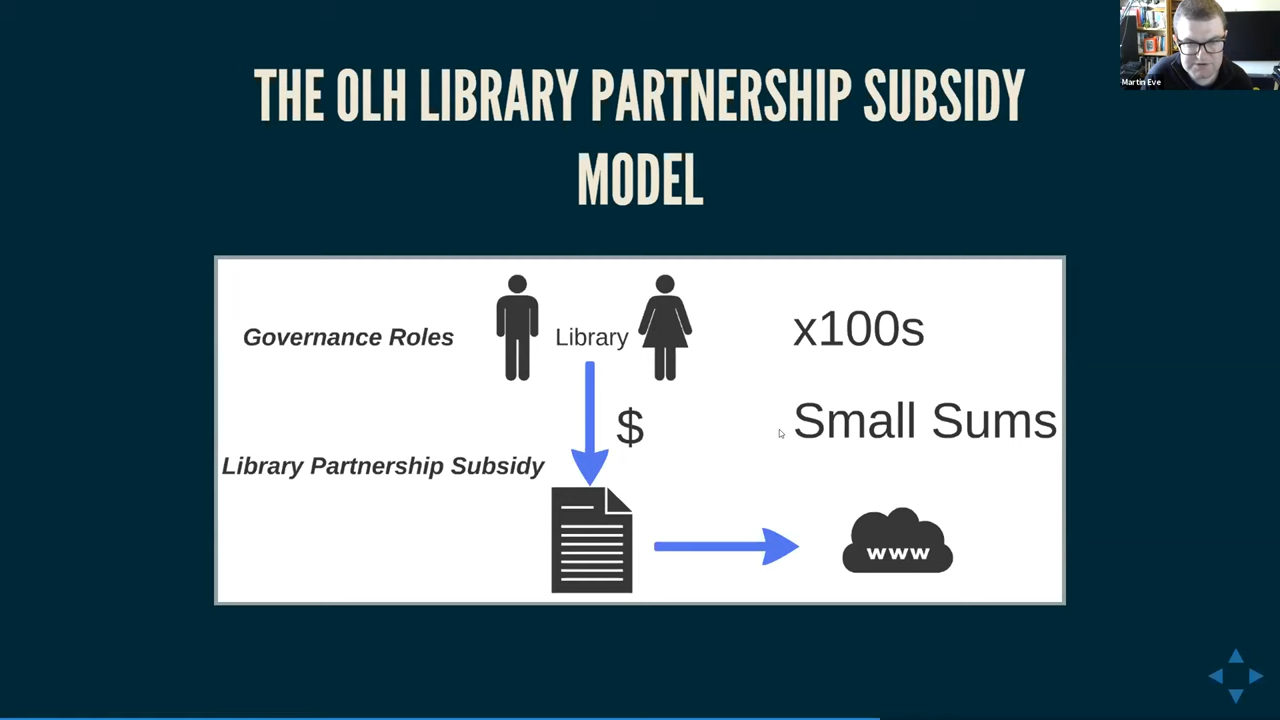 THE OLH LIBRARY PARTNERSHIP SUBSIDY
MODEL
Martin Eve
Governance Roles
Library
x100s
$
Small Sums
Library Partnership Subsidy
www